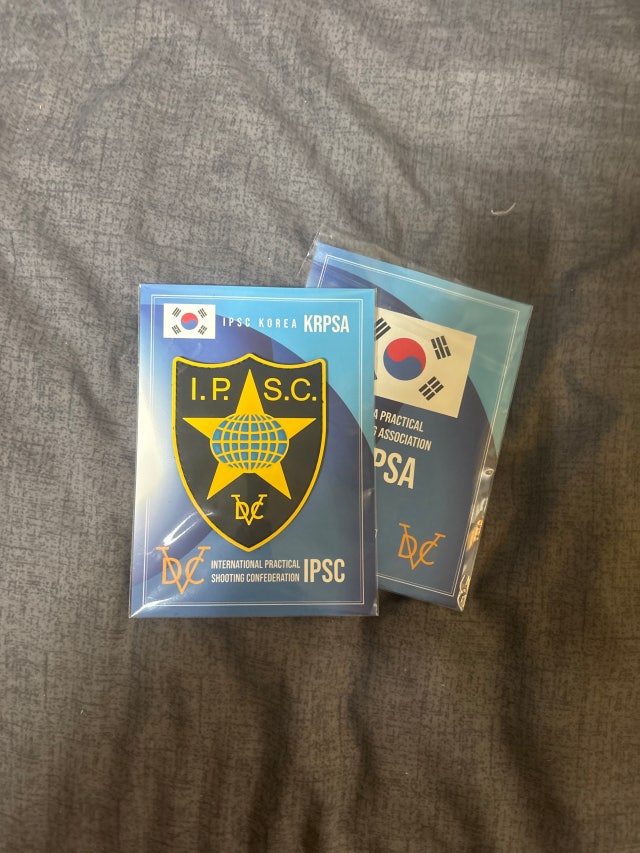 IPSC KOREA KRPSA
I.P.S.C.
DVC
DVC
INTERNATIONAL PRACTICAL
SHOOTING CONFEDERATION IPSC
PRACTICAL
ASSOCIATION
PSA
DVC